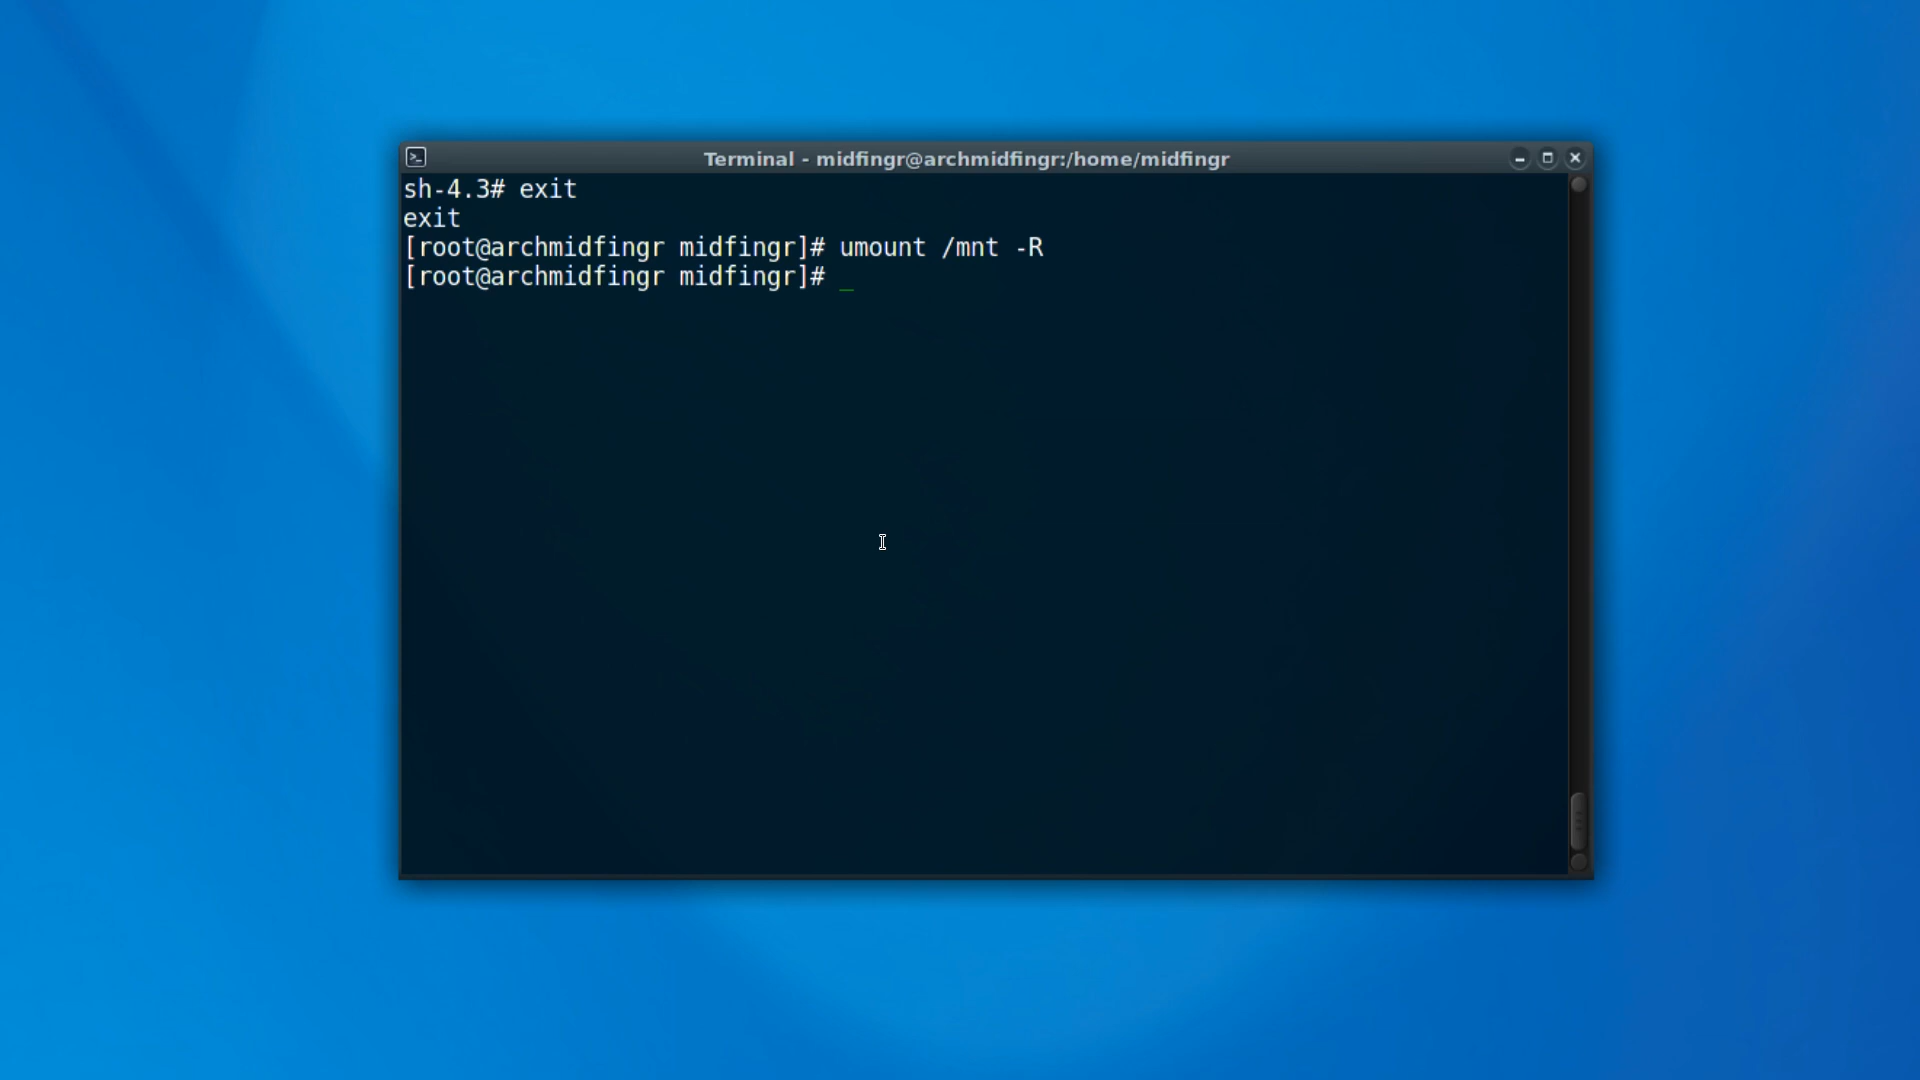 Terminal - midfingr@archmidfingr:/home/midfingr
sh-4.3# exit
exit
[root@archmidfingr midfingr]# umount /mnt -R
[root@archmidfingr midfingr]# _